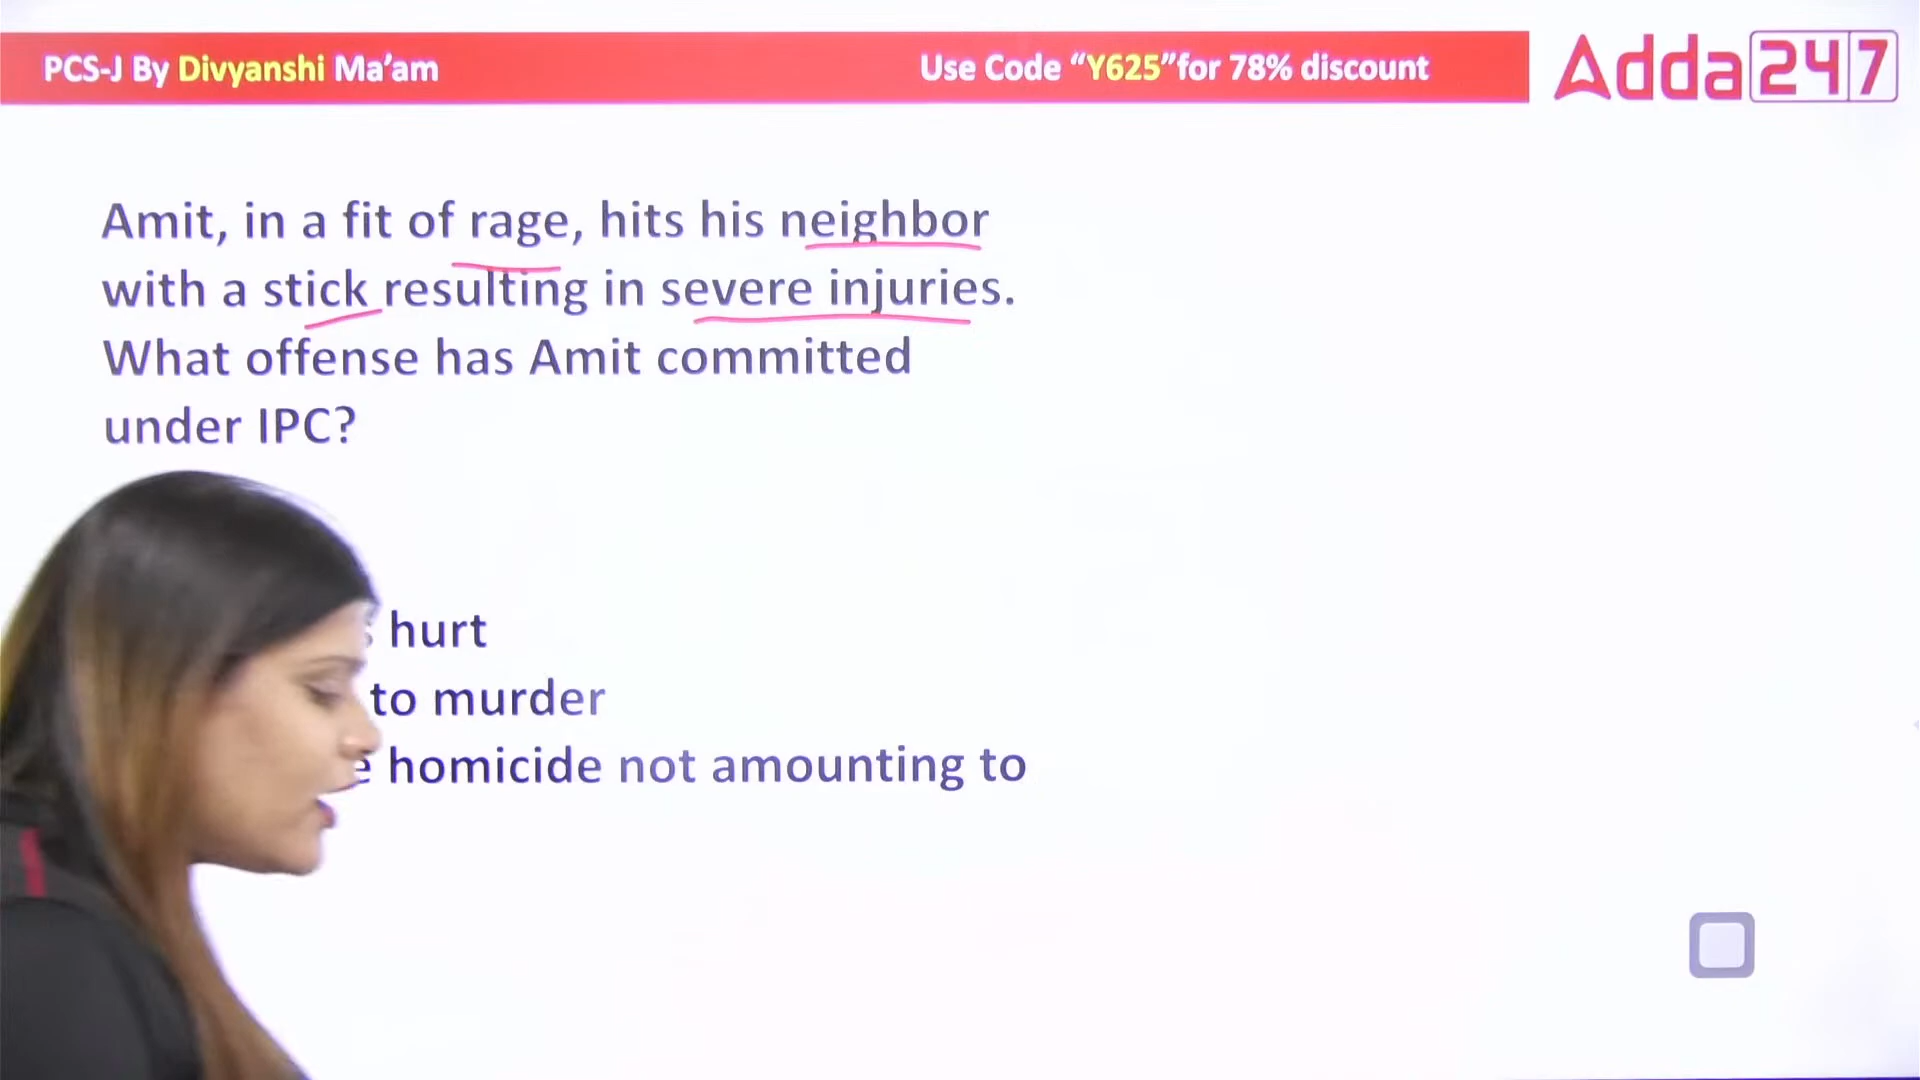 PCS-J By Divyanshi Ma’am
Use Code “Y625”for 78% discount
Adda247
Amit, in a fit of rage, hits his neighbor
with a stick resulting in severe injuries.
What offense has Amit committed
under IPC?
hurt
to murder
homicide not amounting to